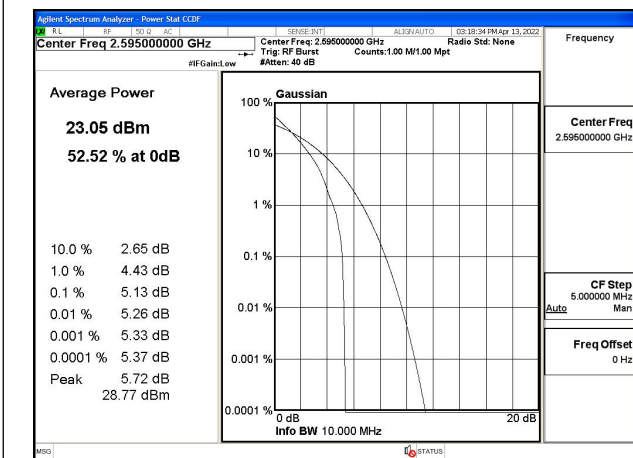 Agilent Spectrum Analyzer - Power Stat CCDF
RL RF 50 Ω AC SENSE:INT ALIGN AUTO 03:18:34 PM Apr 13, 2022
Center Freq 2.595000000 GHz
Center Freq: 2.595000000 GHz Radio Std: None
Trig: RF Burst Counts:1.00 M/1.00 Mpt
#IFGain:Low #Atten: 40 dB
Frequency
Average Power
23.05 dBm
52.52 % at 0dB
10.0 % 2.65 dB
1.0 % 4.43 dB
0.1 % 5.13 dB
0.01 % 5.26 dB
0.001 % 5.33 dB
0.0001 % 5.37 dB
Peak 5.72 dB
28.77 dBm
Gaussian
100 %
10 %
1 %
0.1 %
0.01 %
0.001 %
0.0001 %
0 dB 20 dB
Info BW 10.000 MHz
Center Freq
2.595000000 GHz
CF Step
5.000000 MHz
Auto Man
Freq Offset
0 Hz
MSG STATUS